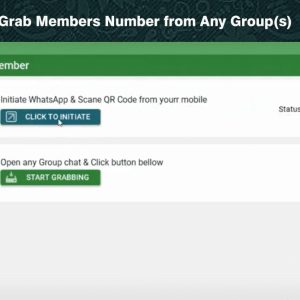 Grab Members Number from Any Group(s)
ember
Initiate WhatsApp & Scane QR Code from yourr mobile
Status
CLICK TO INITIATE
Open any Group chat & Click button bellow
START GRABBING